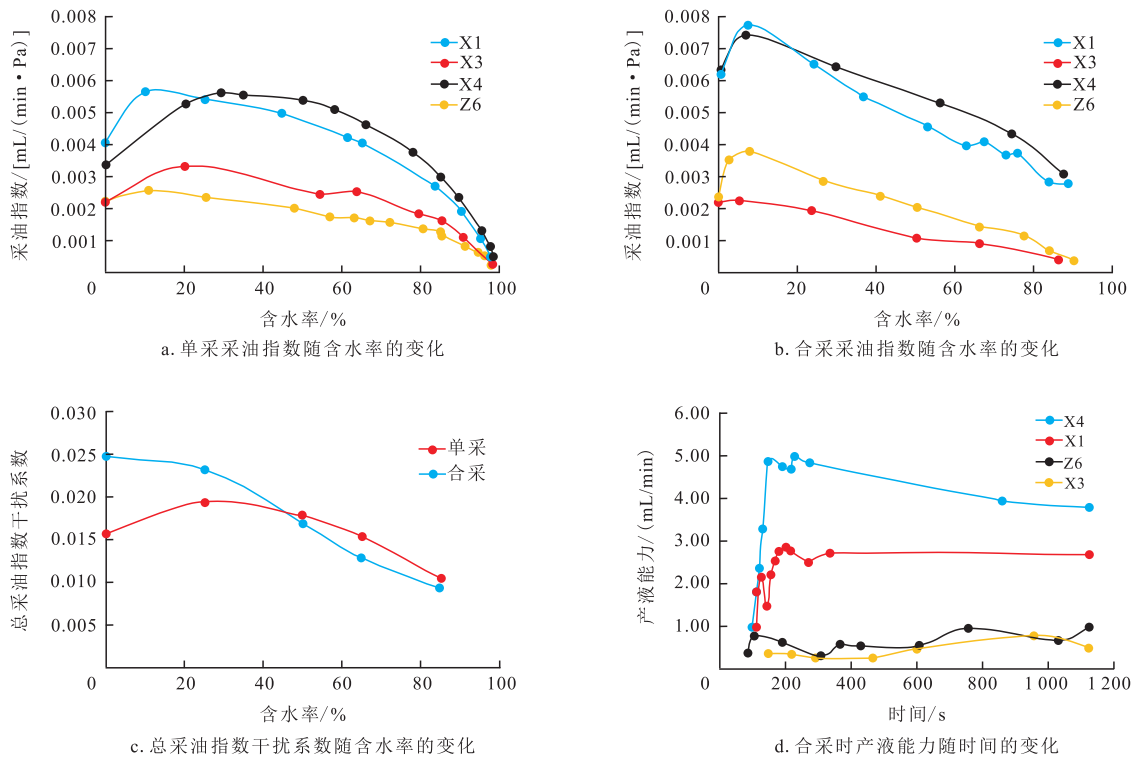 采油指数/[mL/(min·Pa)]
0.008
0.007
0.006
0.005
0.004
0.003
0.002
0.001
0 20 40 60 80 100
X1
X3
X4
Z6
含水率/%
a.单采采油指数随含水率的变化
采油指数/[mL/(min·Pa)]
0.008
0.007
0.006
0.005
0.004
0.003
0.002
0.001
0 20 40 60 80 100
X1
X3
X4
Z6
含水率/%
b.合采采油指数随含水率的变化
总采油指数干扰系数
0.030
0.025
0.020
0.015
0.010
0.005
0 20 40 60 80 100
单采
合采
含水率/%
c.总采油指数干扰系数随含水率的变化
产液能力/(mL/min)
6.00
5.00
4.00
3.00
2.00
1.00
0 200 400 600 800 1 000 1 200
X4
X1
Z6
X3
时间/s
d.合采时产液能力随时间的变化